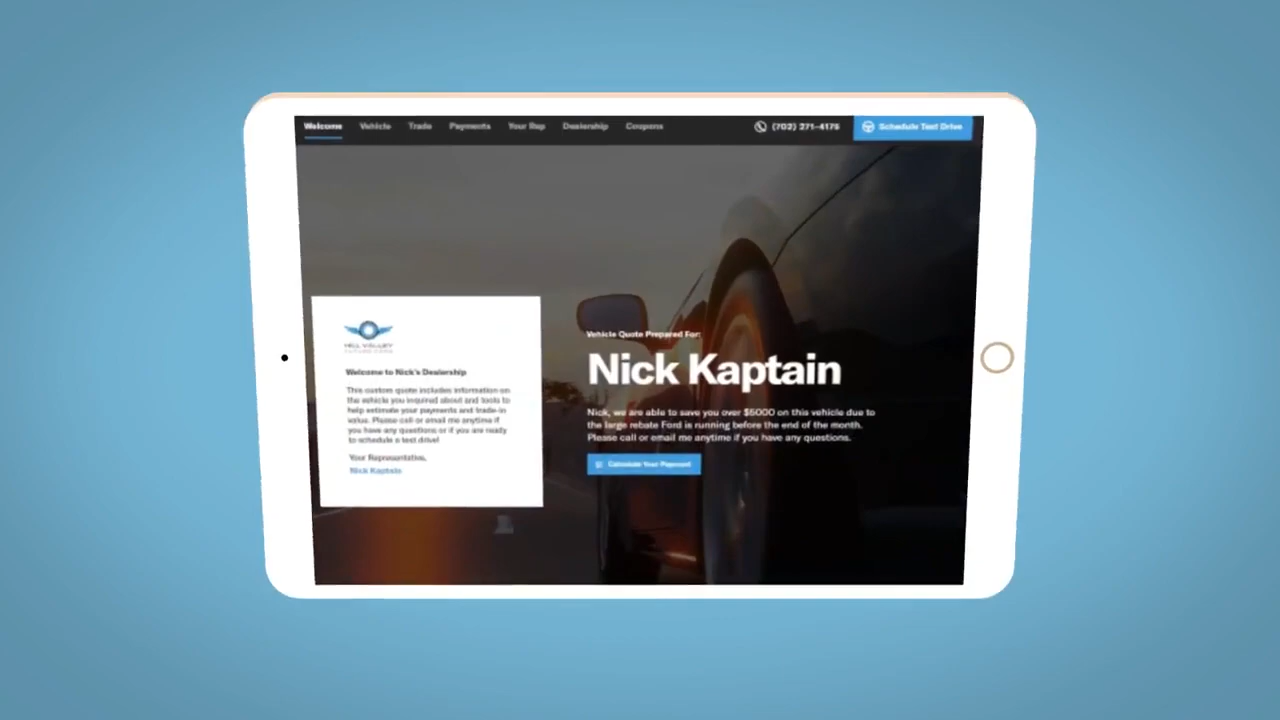 Welcome Vehicle Trade Payments Your Rep Dealership Coupons (702) 271-4175 Schedule Test Drive
HILL VALLEY
FUTURE CARS
Welcome to Nick's Dealership
This custom quote includes information on
the vehicle you inquired about and tools to
help estimate your payments and trade-in
value. Please call or email me anytime if
you have any questions or if you are ready
to schedule a test drive!
Your Representative,
Nick Kaptain
Vehicle Quote Prepared For:
Nick Kaptain
Nick, we are able to save you over $5000 on this vehicle due to
the large rebate Ford is running before the end of the month.
Please call or email me anytime if you have any questions.
Calculate Your Payment